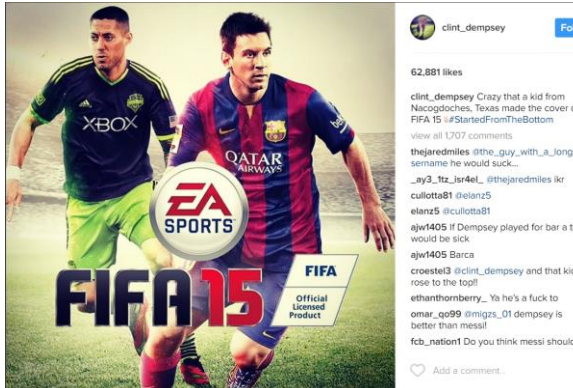 XBOX
QATAR
AIRWAYS
EA
SPORTS
FIFA 15
FIFA
Official
Licensed
Product
clint_dempsey
62,881 likes
clint_dempsey Crazy that a kid from
Nacogdoches, Texas made the cover
FIFA 15 #StartedFromTheBottom
view all 1,707 comments
thejaredmiles @the_guy_with_a_long
sername he would suck...
_ay3_1tz_isr4el_ @thejaredmiles ikr
cullotta81 @elanz5
elanz5 @cullotta81
ajw1405 If Dempsey played for bar a
would be sick
ajw1405 Barca
croestel3 @clint_dempsey and that
rose to the top!!
ethanthornberry_ Ya he's a fuck to
omar_qo99 @migzs_01 dempsey is
better than messi!
fcb_nation1 Do you think messi should
Add a comment...